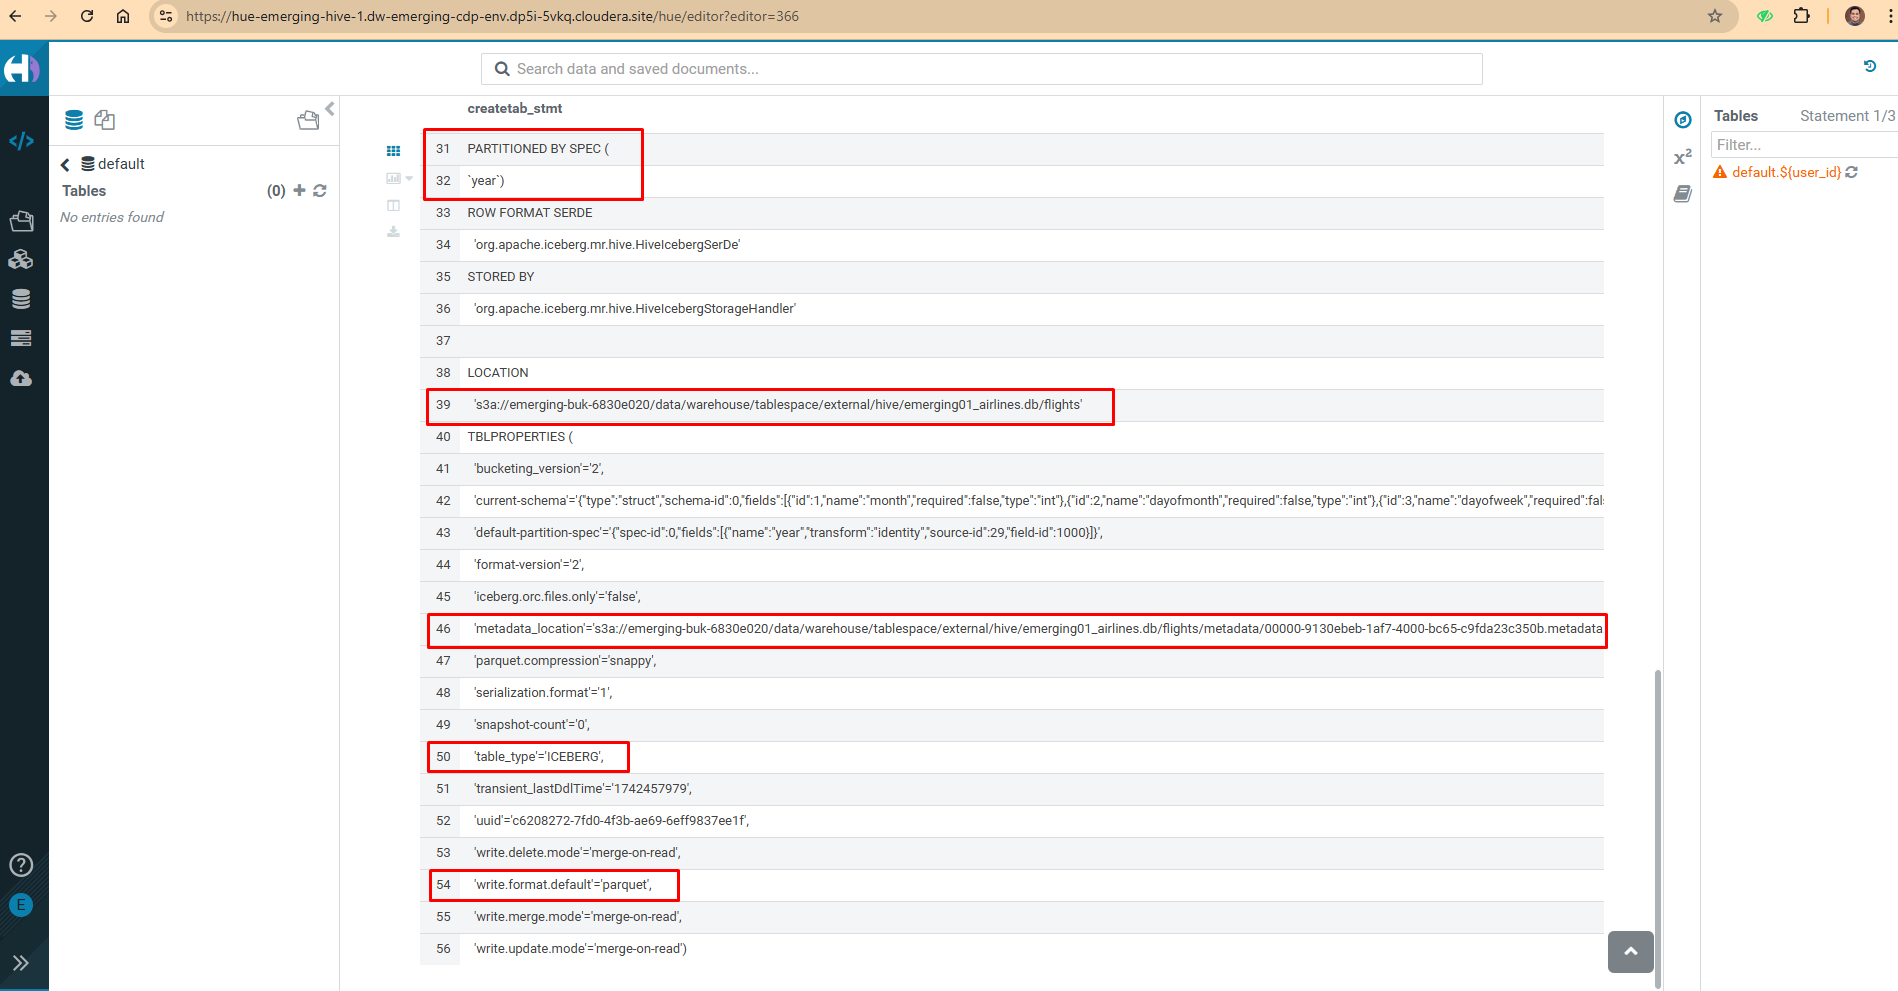 https://hue-emerging-hive-1.dw-emerging-cdp-env.dp5i-5vkq.cloudera.site/hue/editor?editor=366
Search data and saved documents...
default
Tables (0)
No entries found
createtab_stmt
31 PARTITIONED BY SPEC (
32 `year`)
33 ROW FORMAT SERDE
34 'org.apache.iceberg.mr.hive.HiveIcebergSerDe'
35 STORED BY
36 'org.apache.iceberg.mr.hive.HiveIcebergStorageHandler'
37
38 LOCATION
39 's3a://emerging-buk-6830e020/data/warehouse/tablespace/external/hive/emerging01_airlines.db/flights'
40 TBLPROPERTIES (
41 'bucketing_version'='2',
42 'current-schema'='{"type":"struct","schema-id":0,"fields":[{"id":1,"name":"month","required":false,"type":"int"},{"id":2,"name":"dayofmonth","required":false,"type":"int"},{"id":3,"name":"dayofweek","required":fal
43 'default-partition-spec'='{"spec-id":0,"fields":[{"name":"year","transform":"identity","source-id":29,"field-id":1000}]}',
44 'format-version'='2',
45 'iceberg.orc.files.only'='false',
46 'metadata_location'='s3a://emerging-buk-6830e020/data/warehouse/tablespace/external/hive/emerging01_airlines.db/flights/metadata/00000-9130ebeb-1af7-4000-bc65-c9fda23c350b.metadata
47 'parquet.compression'='snappy',
48 'serialization.format'='1',
49 'snapshot-count'='0',
50 'table_type'='ICEBERG',
51 'transient_lastDdlTime'='1742457979',
52 'uuid'='c6208272-7fd0-4f3b-ae69-6eff9837ee1f',
53 'write.delete.mode'='merge-on-read',
54 'write.format.default'='parquet',
55 'write.merge.mode'='merge-on-read',
56 'write.update.mode'='merge-on-read')
Tables Statement 1/3
Filter...
default.${user_id}
x²
E